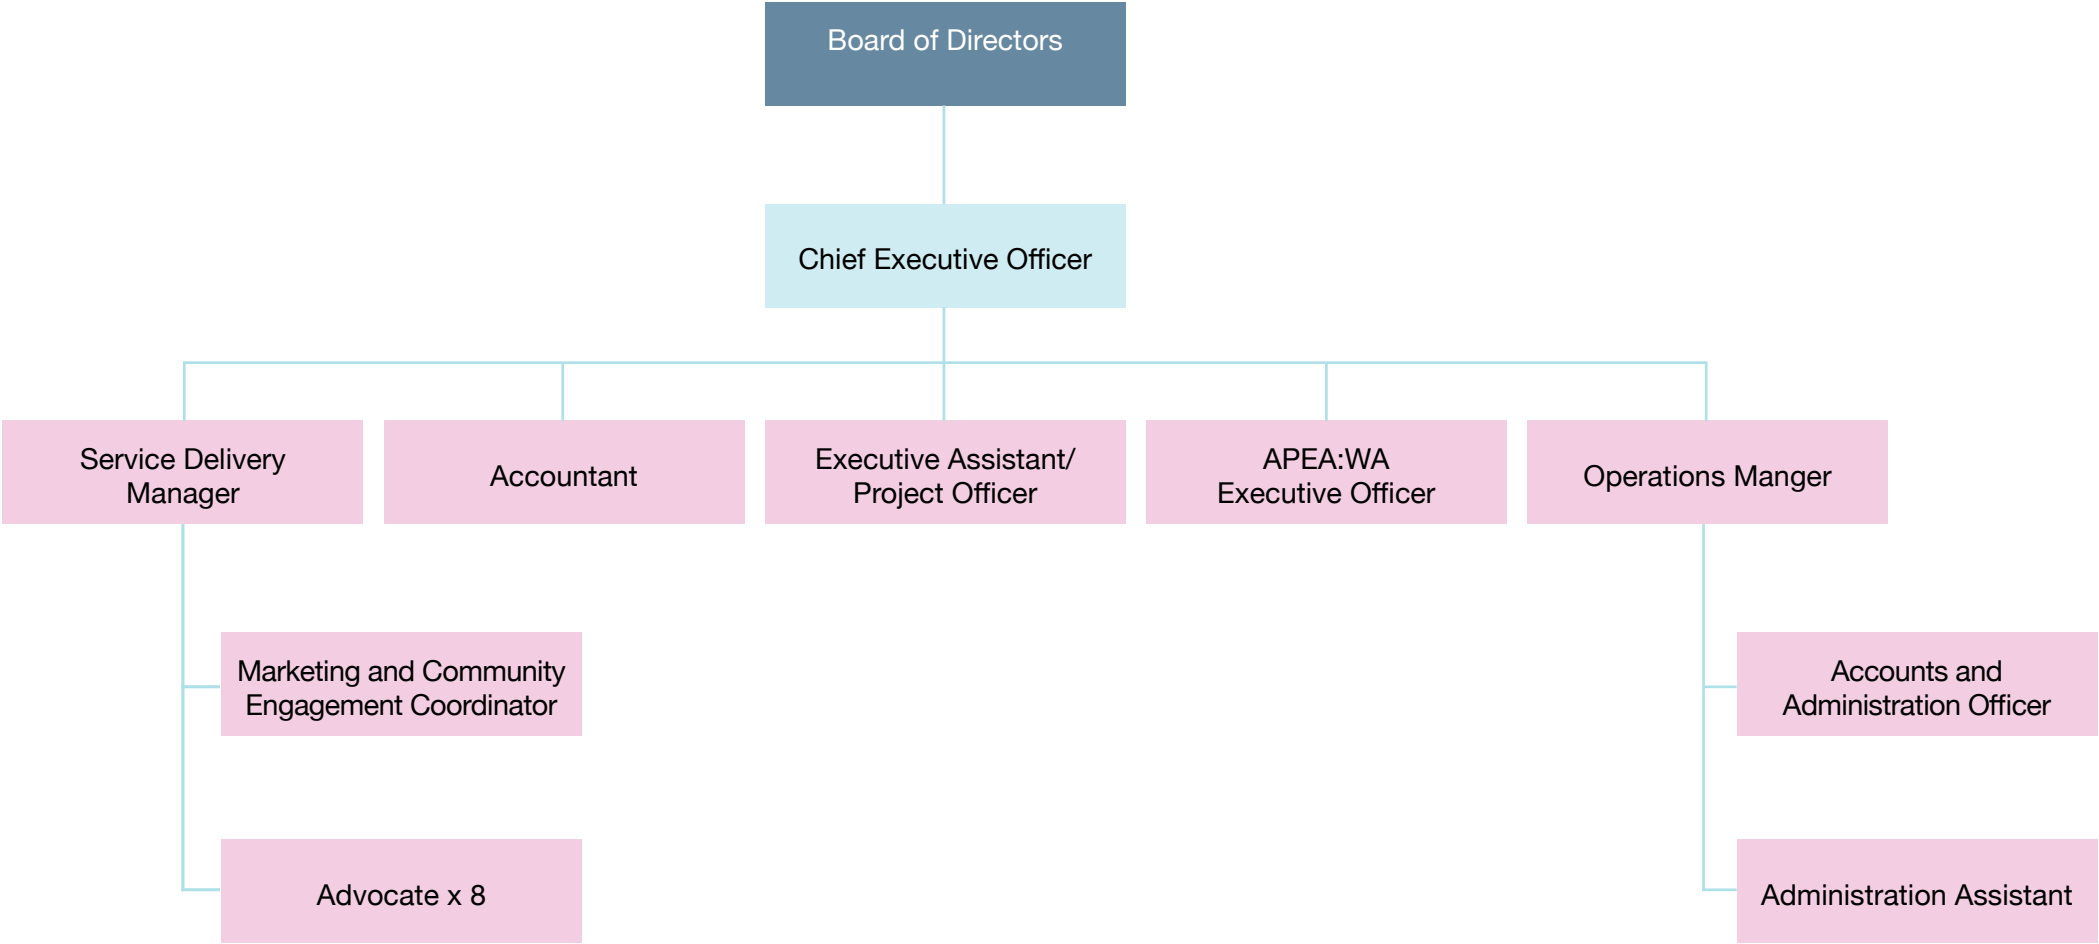 Board of Directors
Chief Executive Officer
Service Delivery
Manager
Accountant
Executive Assistant/
Project Officer
APEA:WA
Executive Officer
Operations Manger
Marketing and Community
Engagement Coordinator
Accounts and
Administration Officer
Advocate x 8
Administration Assistant